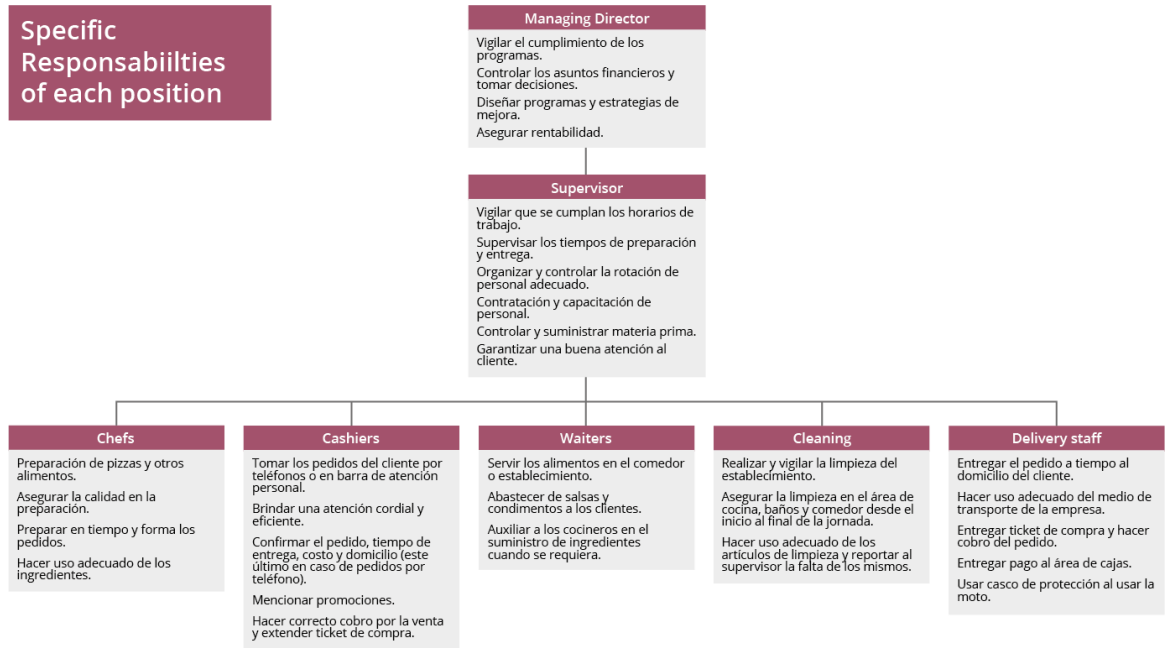 Specific
Responsabiilties
of each position
Managing Director
Vigilar el cumplimiento de los
programas.
Controlar los asuntos financieros y
tomar decisiones.
Diseñar programas y estrategias de
mejora.
Asegurar rentabilidad.
Supervisor
Vigilar que se cumplan los horarios de
trabajo.
Supervisar los tiempos de preparación
y entrega.
Organizar y controlar la rotación de
personal adecuado.
Contratación y capacitación de
personal.
Controlar y suministrar materia prima.
Garantizar una buena atención al
cliente.
Chefs
Preparación de pizzas y otros
alimentos.
Asegurar la calidad en la
preparación.
Preparar en tiempo y forma los
pedidos.
Hacer uso adecuado de los
ingredientes.
Cashiers
Tomar los pedidos del cliente por
teléfonos o en barra de atención
personal.
Brindar una atención cordial y
eficiente.
Confirmar el pedido, tiempo de
entrega, costo y domicilio (este
último en caso de pedidos por
teléfono).
Mencionar promociones.
Hacer correcto cobro por la venta
y extender ticket de compra.
Waiters
Servir los alimentos en el comedor
o establecimiento.
Abastecer de salsas y
condimentos a los clientes.
Auxiliar a los cocineros en el
suministro de ingredientes
cuando se requiera.
Cleaning
Realizar y vigilar la limpieza del
establecimiento.
Asegurar la limpieza en el área de
cocina, baños y comedor desde el
inicio al final de la jornada.
Hacer uso adecuado de los
artículos de limpieza y reportar al
supervisor la falta de los mismos.
Delivery staff
Entregar el pedido a tiempo al
domicilio del cliente.
Hacer uso adecuado del medio de
transporte de la empresa.
Entregar ticket de compra y hacer
cobro del pedido.
Entregar pago al área de cajas.
Usar casco de protección al usar la
moto.